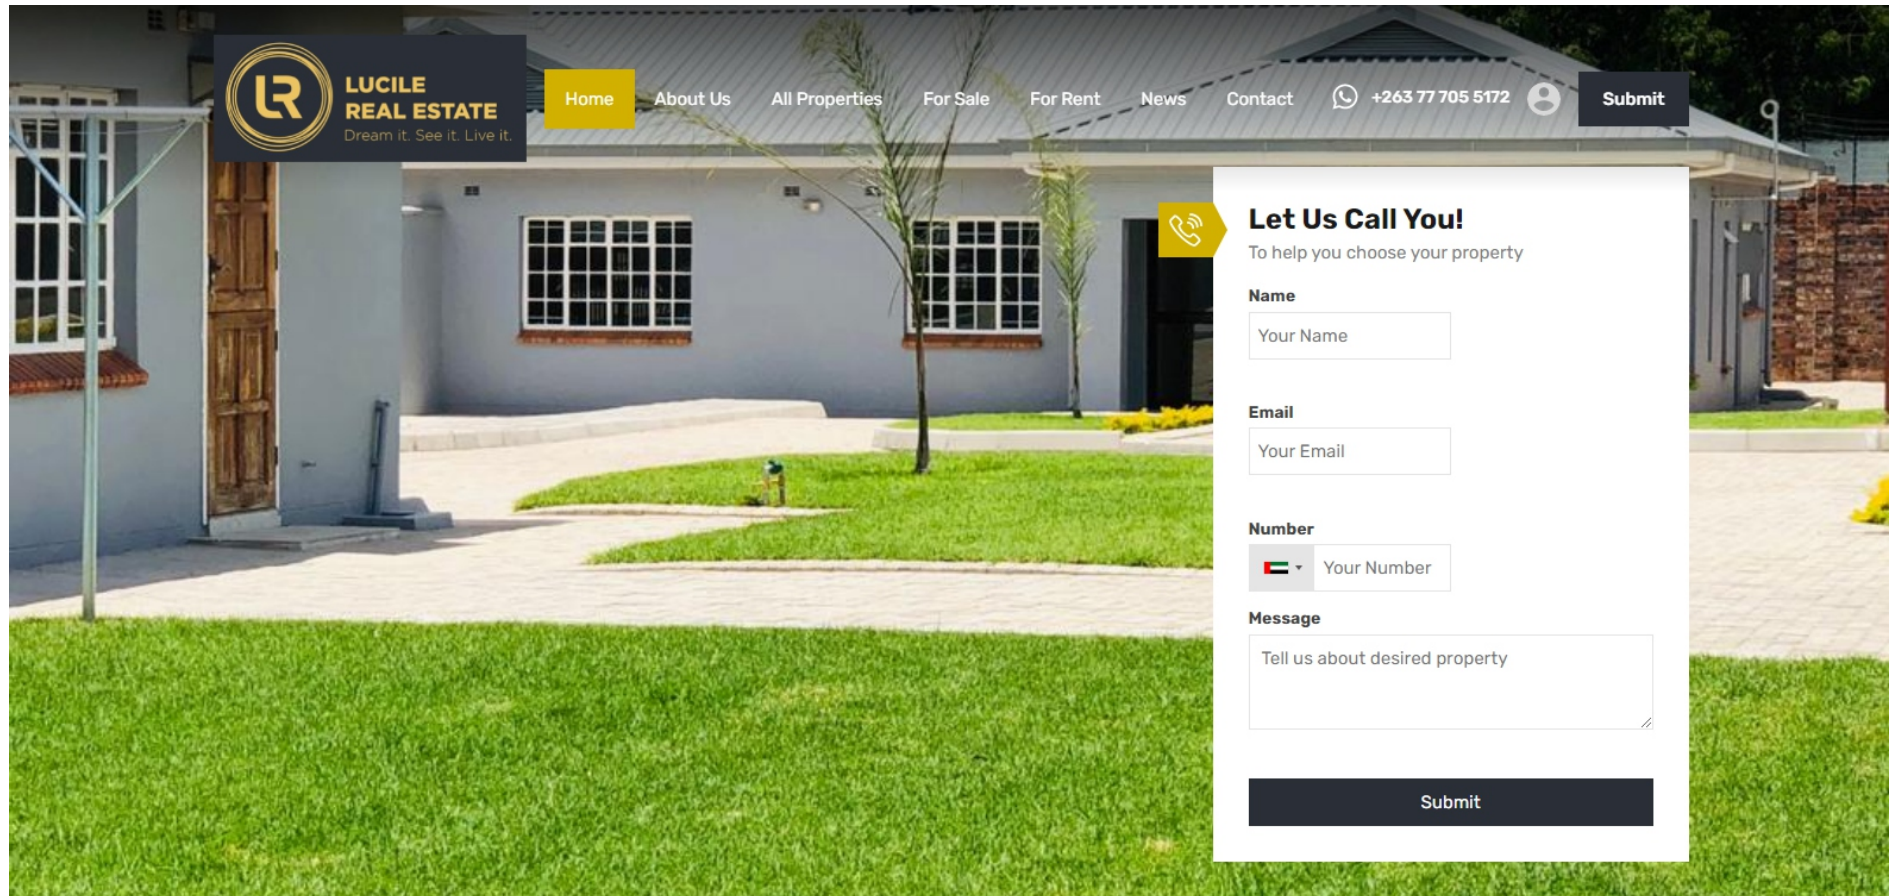 LR
LUCILE
REAL ESTATE
Dream it. See it. Live it.
Home
About Us
All Properties
For Sale
For Rent
News
Contact
+263 77 705 5172
Submit
Let Us Call You!
To help you choose your property
Name
Your Name
Email
Your Email
Number
Your Number
Message
Tell us about desired property
Submit